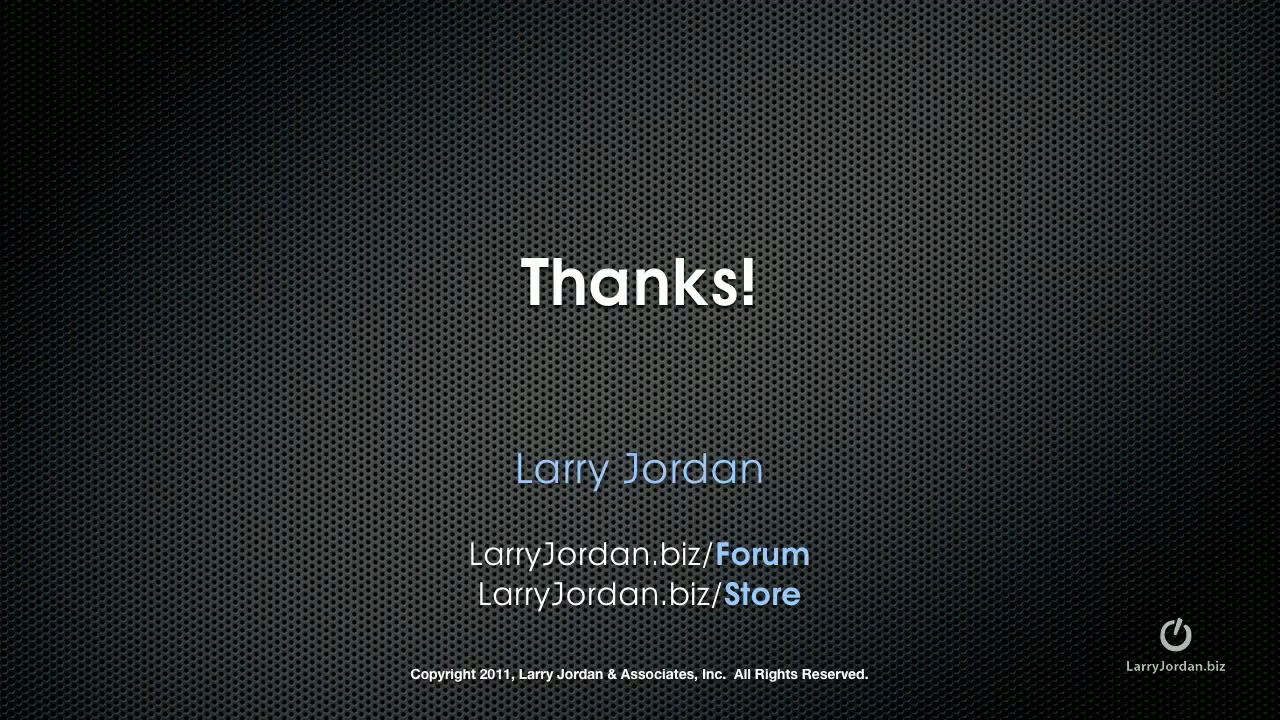 Thanks!
Larry Jordan
LarryJordan.biz/Forum
LarryJordan.biz/Store
LarryJordan.biz
Copyright 2011, Larry Jordan & Associates, Inc.  All Rights Reserved.